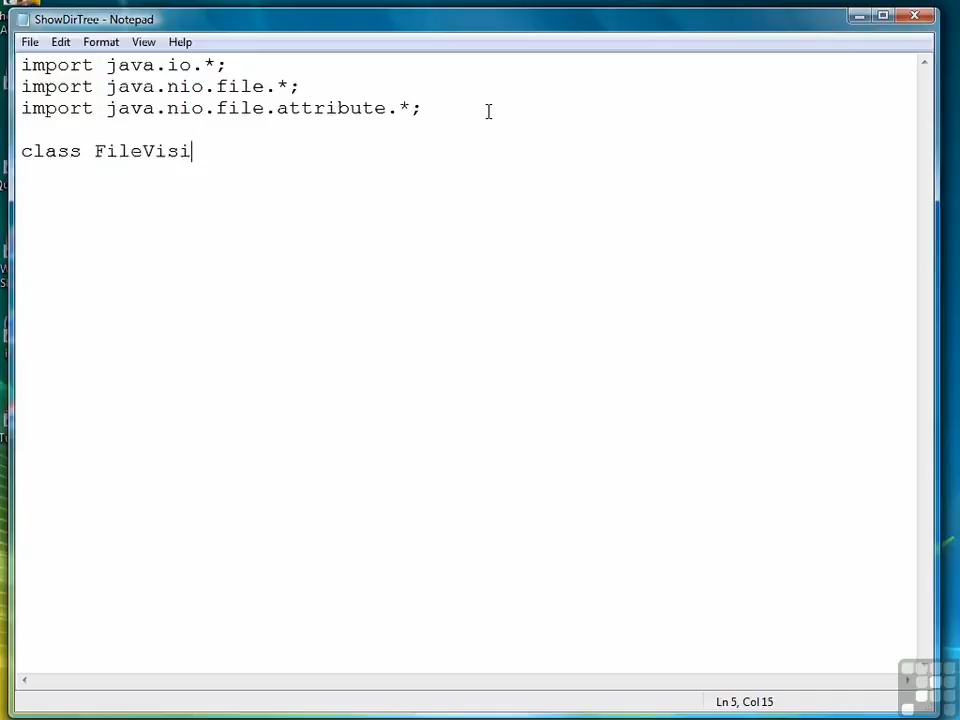 ShowDirTree - Notepad
File Edit Format View Help
import java.io.*;
import java.nio.file.*;
import java.nio.file.attribute.*;
class FileVisi
Ln 5, Col 15